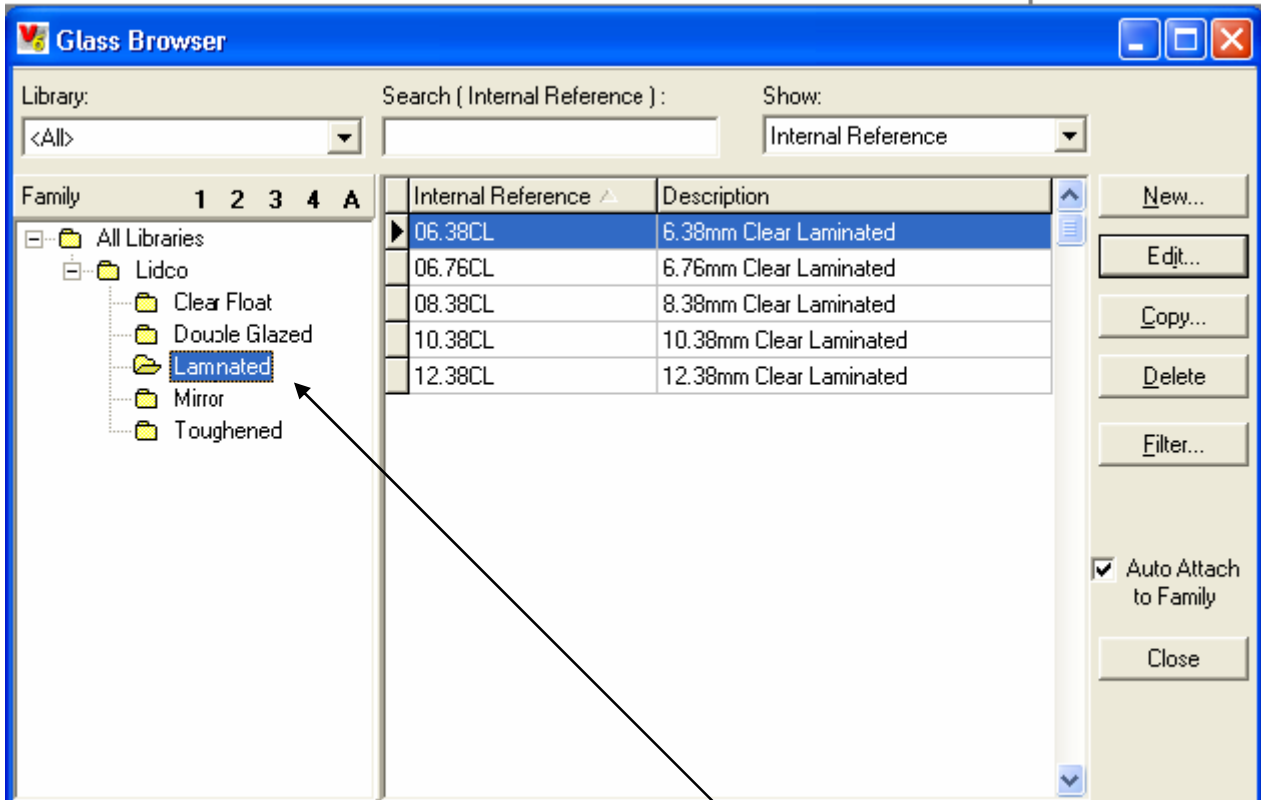 Glass Browser
Library: Search ( Internal Reference ) : Show:
<All> Internal Reference
Family 1 2 3 4 A
All Libraries
Lidco
Clear Float
Double Glazed
Lamnated
Mirror
Toughened
Internal Reference Description
06.38CL 6.38mm Clear Laminated
06.76CL 6.76mm Clear Laminated
08.38CL 8.38mm Clear Laminated
10.38CL 10.38mm Clear Laminated
12.38CL 12.38mm Clear Laminated
New...
Edit...
Copy...
Delete
Filter...
Auto Attach
to Family
Close